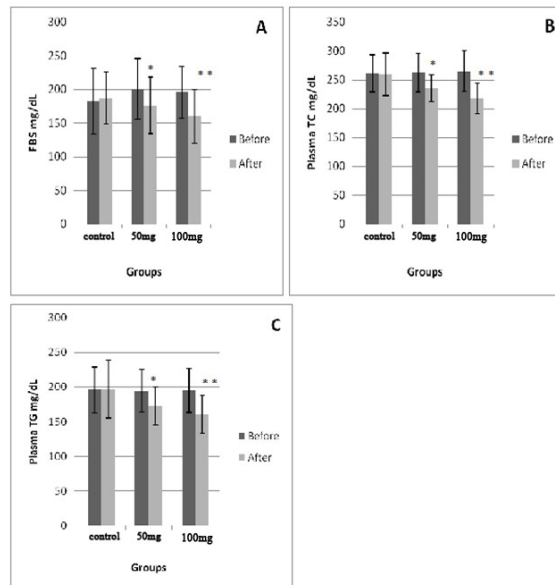 A
FBS mg/dL
300
250
200
150
100
50
0
*
* *
control 50mg 100mg
Groups
Before
After
B
Plasma TC mg/dL
350
300
250
200
150
100
50
0
*
* *
control 50mg 100mg
Groups
Before
After
C
Plasma TG mg/dL
300
250
200
150
100
50
0
*
* *
control 50mg 100mg
Groups
Before
After